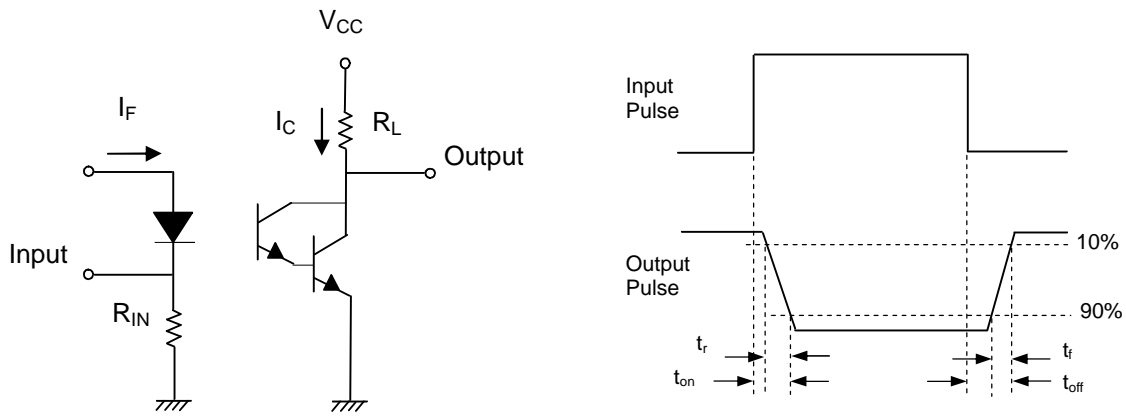 V_CC
I_F
I_C
R_L
Output
Input
R_IN
Input
Pulse
Output
Pulse
10%
90%
t_r
t_f
t_on
t_off